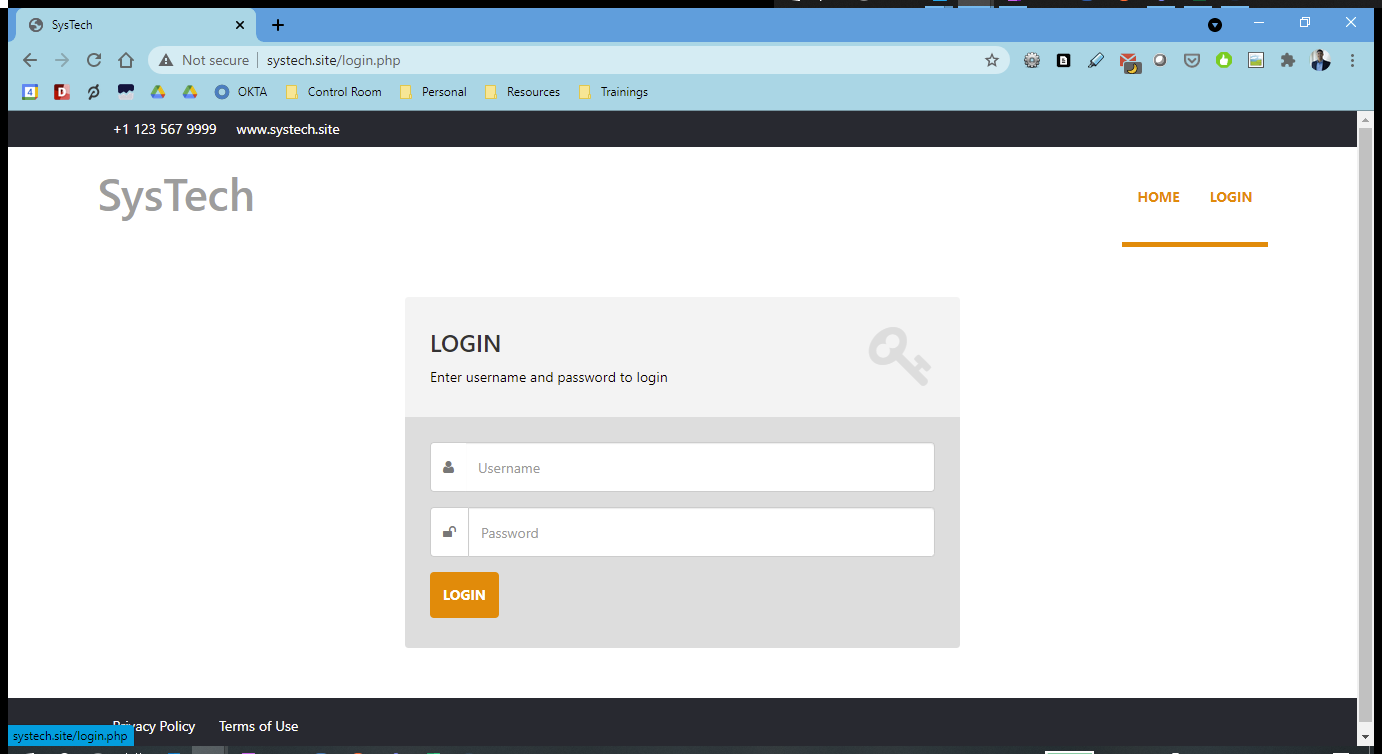 SysTech
Not secure systech.site/login.php
4 D OKTA Control Room Personal Resources Trainings
+1 123 567 9999 www.systech.site
SysTech
HOME LOGIN
LOGIN
Enter username and password to login
Username
Password
LOGIN
Privacy Policy Terms of Use
systech.site/login.php